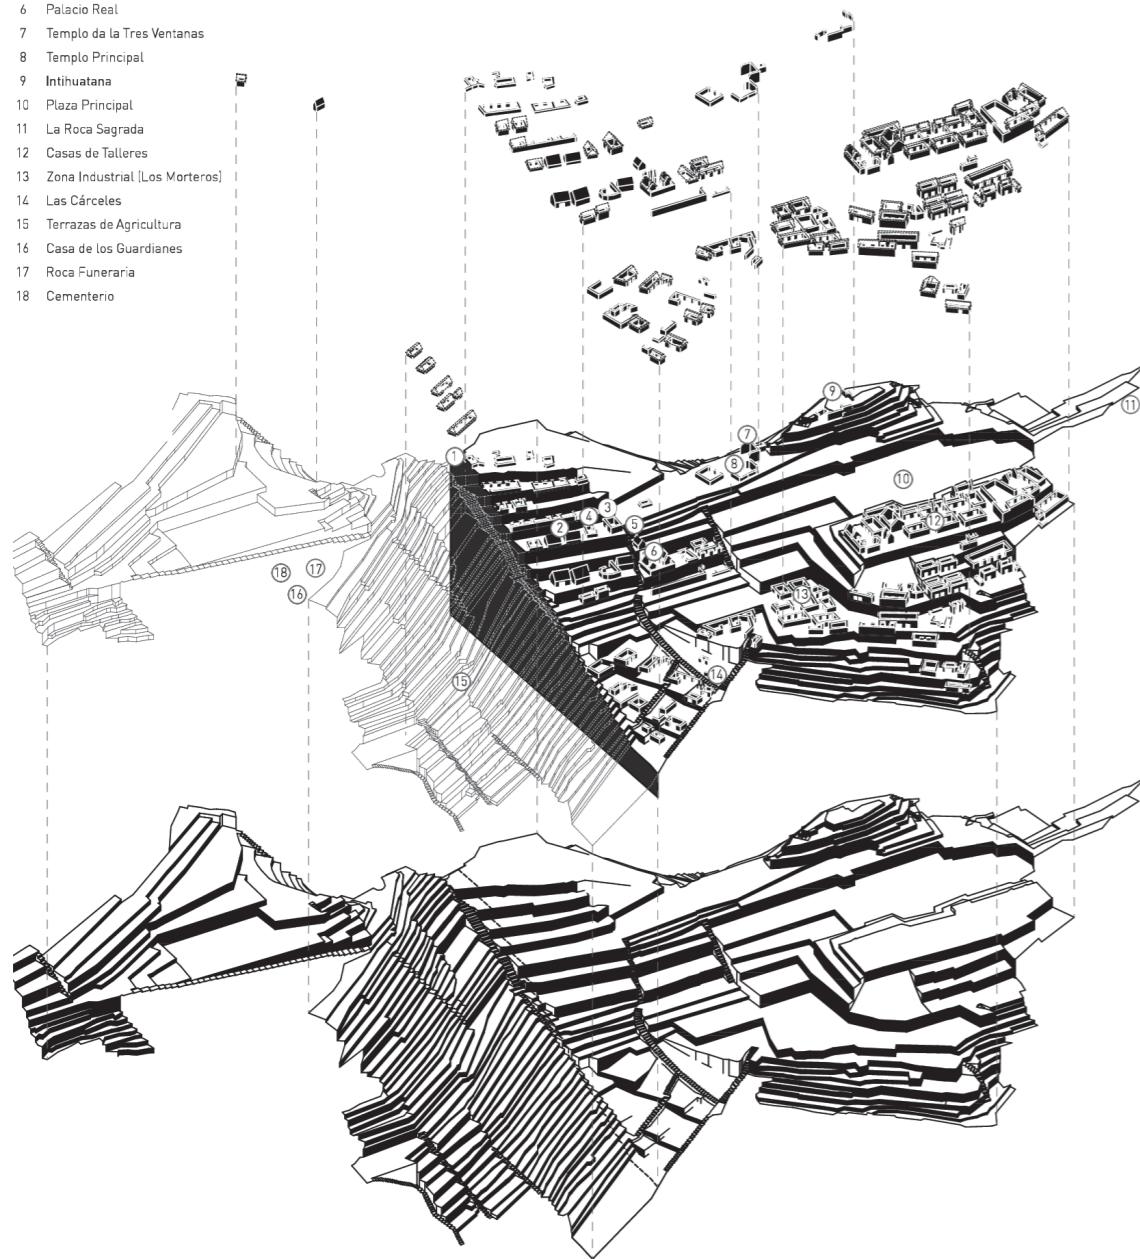 6 Palacio Real
7 Templo da la Tres Ventanas
8 Templo Principal
9 Intihuatana
10 Plaza Principal
11 La Roca Sagrada
12 Casas de Talleres
13 Zona Industrial (Los Morteros)
14 Las Cárceles
15 Terrazas de Agricultura
16 Casa de los Guardianes
17 Roca Funeraria
18 Cementerio
9
11
7
1
8
10
3
4
12
2
5
6
17
18
16
13
14
15